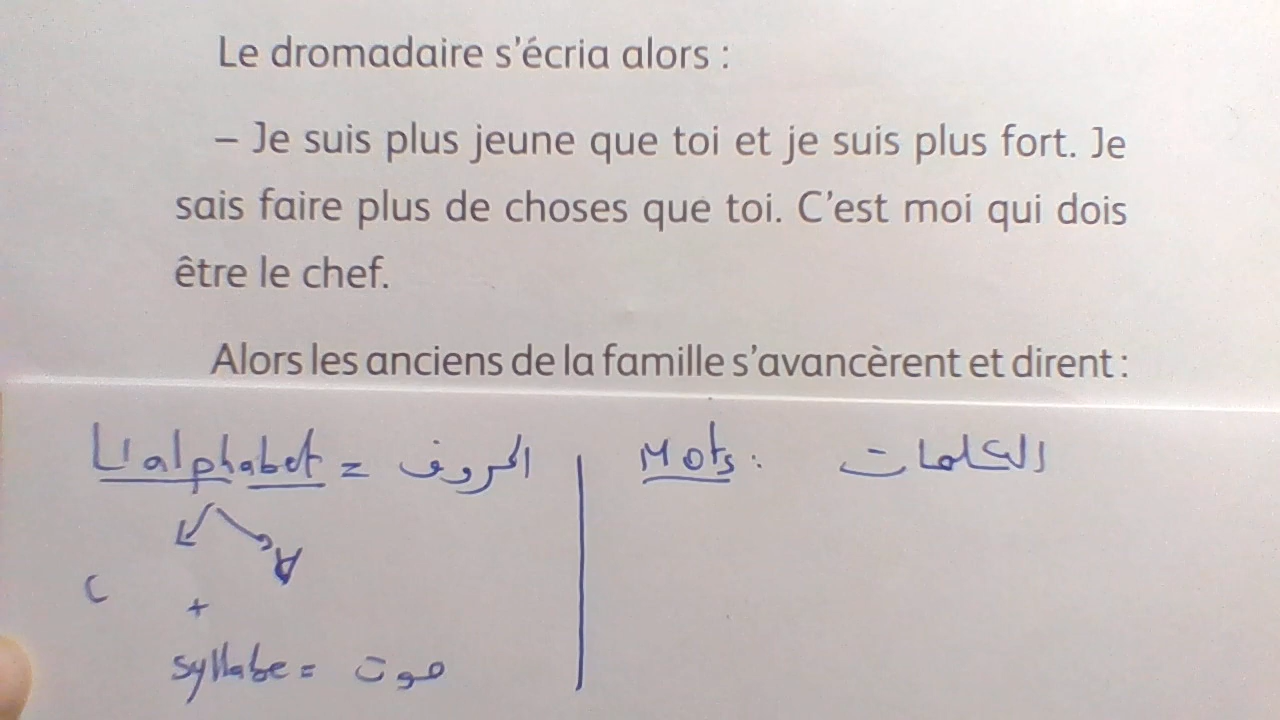 Le dromadaire s'écria alors :
– Je suis plus jeune que toi et je suis plus fort. Je
sais faire plus de choses que toi. C'est moi qui dois
être le chef.
Alors les anciens de la famille s'avancèrent et dirent :
L'alphabet = الحروف
Mots : الكلمات
C
A
+
syllabe = صوت